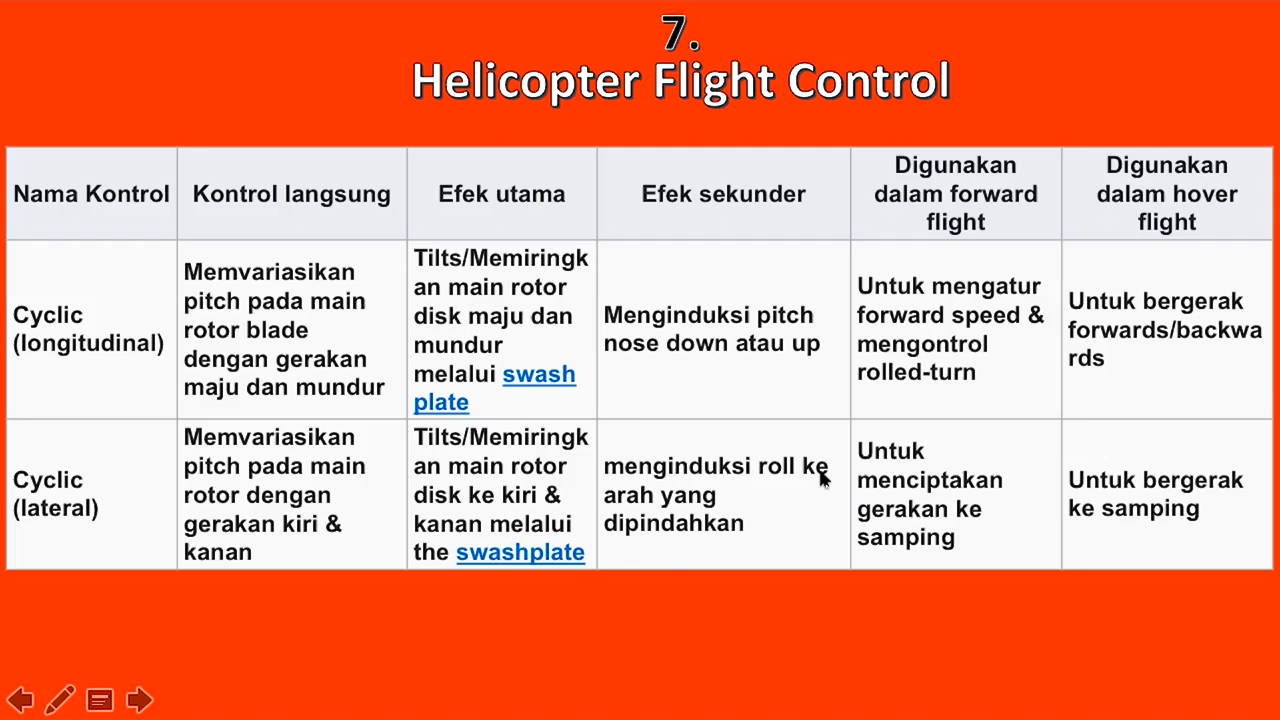 7.
Helicopter Flight Control
Nama Kontrol
Kontrol langsung
Efek utama
Efek sekunder
Digunakan
dalam forward
flight
Digunakan
dalam hover
flight
Cyclic
(longitudinal)
Memvariasikan
pitch pada main
rotor blade
dengan gerakan
maju dan mundur
Tilts/Memiringk
an main rotor
disk maju dan
mundur
melalui swash
plate
Menginduksi pitch
nose down atau up
Untuk mengatur
forward speed &
mengontrol
rolled-turn
Untuk bergerak
forwards/backwa
rds
Cyclic
(lateral)
Memvariasikan
pitch pada main
rotor dengan
gerakan kiri &
kanan
Tilts/Memiringk
an main rotor
disk ke kiri &
kanan melalui
the swashplate
menginduksi roll ke
arah yang
dipindahkan
Untuk
menciptakan
gerakan ke
samping
Untuk bergerak
ke samping